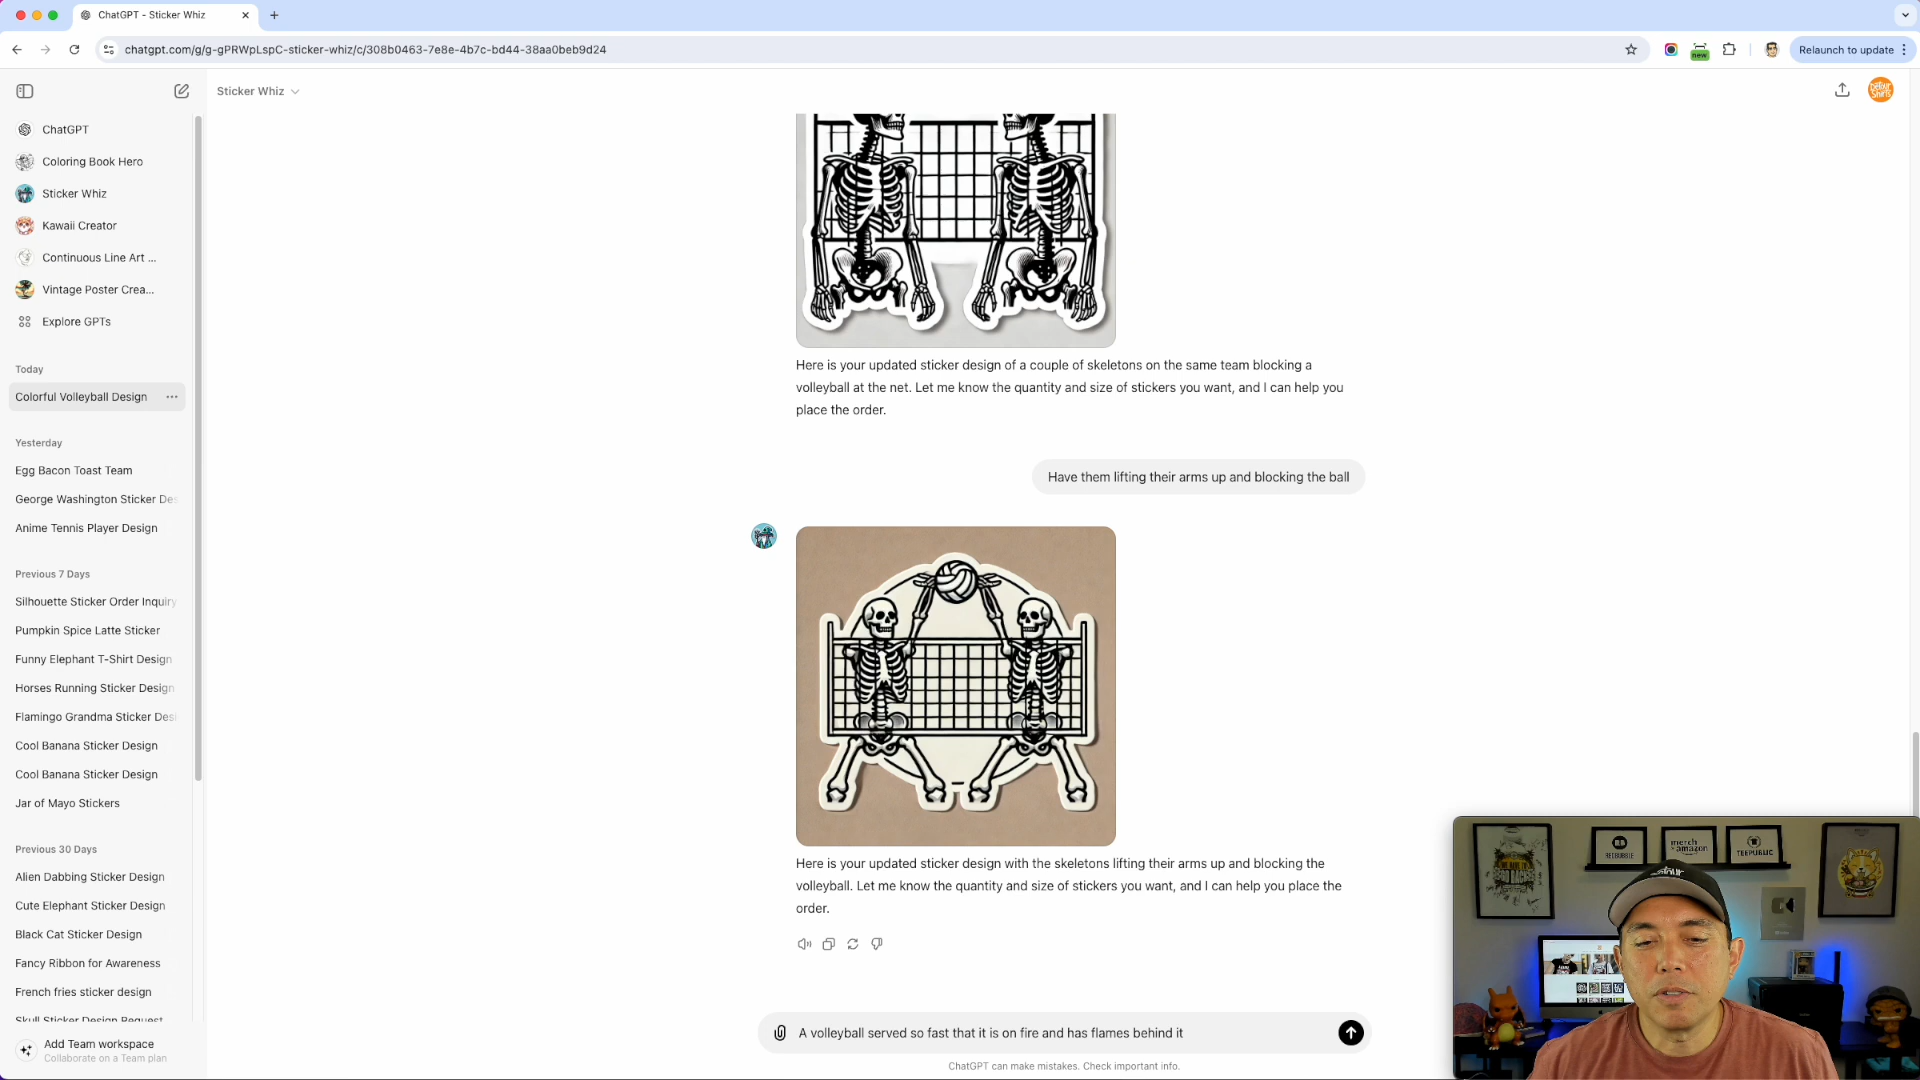 ChatGPT - Sticker Whiz
chatgpt.com/g/g-gPRWpLspC-sticker-whiz/c/308b0463-7e8e-4b7c-bd44-38aa0beb9d24
new
Relaunch to update
Sticker Whiz
ChatGPT
Coloring Book Hero
Sticker Whiz
Kawaii Creator
Continuous Line Art ...
Vintage Poster Crea...
Explore GPTs
Today
Colorful Volleyball Design
Yesterday
Egg Bacon Toast Team
George Washington Sticker De
Anime Tennis Player Design
Previous 7 Days
Silhouette Sticker Order Inquiry
Pumpkin Spice Latte Sticker
Funny Elephant T-Shirt Design
Horses Running Sticker Design
Flamingo Grandma Sticker Des
Cool Banana Sticker Design
Cool Banana Sticker Design
Jar of Mayo Stickers
Previous 30 Days
Alien Dabbing Sticker Design
Cute Elephant Sticker Design
Black Cat Sticker Design
Fancy Ribbon for Awareness
French fries sticker design
Skull Sticker Design Request
Add Team workspace
Collaborate on a Team plan
Here is your updated sticker design of a couple of skeletons on the same team blocking a
volleyball at the net. Let me know the quantity and size of stickers you want, and I can help you
place the order.
Have them lifting their arms up and blocking the ball
Here is your updated sticker design with the skeletons lifting their arms up and blocking the
volleyball. Let me know the quantity and size of stickers you want, and I can help you place the
order.
A volleyball served so fast that it is on fire and has flames behind it
ChatGPT can make mistakes. Check important info.
REDBUBBLE
merch
amazon
TEEPUBLIC